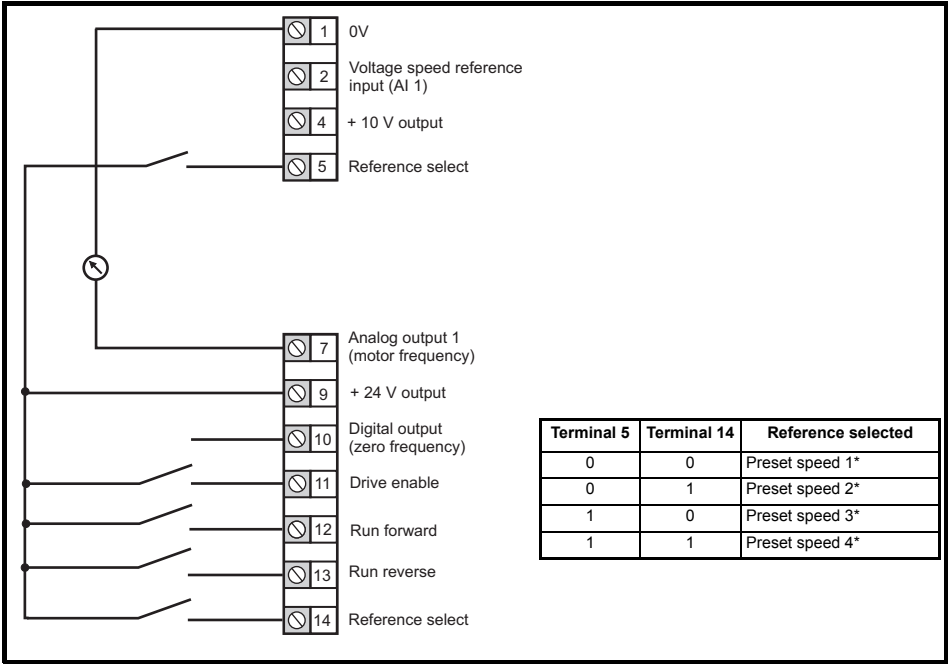 1 0V
2 Voltage speed reference
input (AI 1)
4 + 10 V output
5 Reference select
7 Analog output 1
(motor frequency)
9 + 24 V output
10 Digital output
(zero frequency)
11 Drive enable
12 Run forward
13 Run reverse
14 Reference select
Terminal 5 Terminal 14 Reference selected
0 0 Preset speed 1*
0 1 Preset speed 2*
1 0 Preset speed 3*
1 1 Preset speed 4*